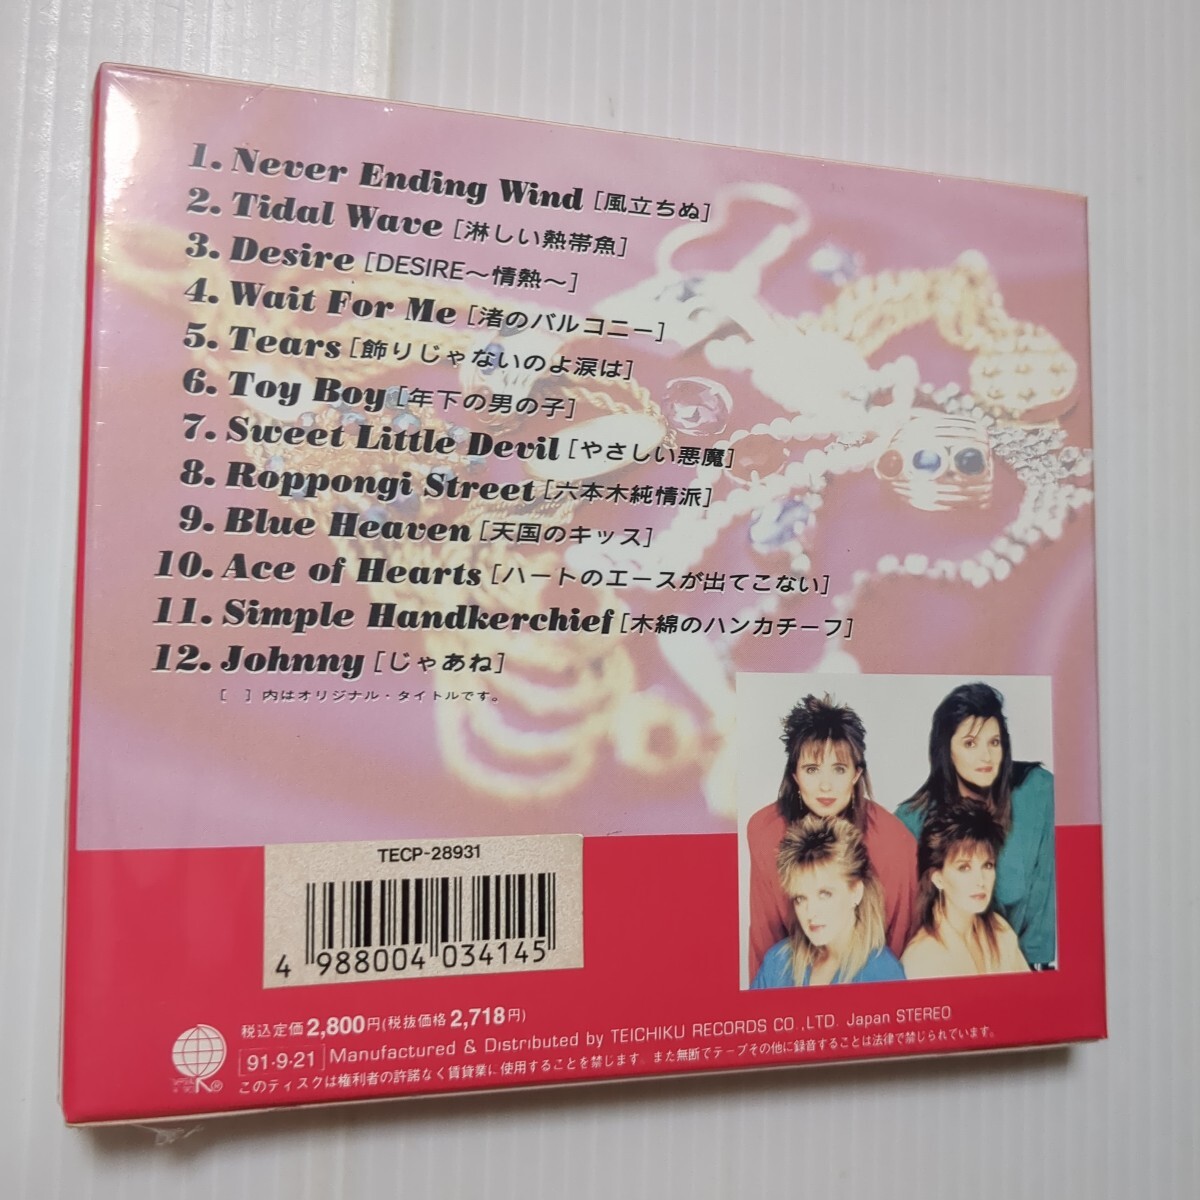 1. Never Ending Wind [風立ちぬ]
2. Tidal Wave [淋しい熱帯魚]
3. Desire [DESIRE～情熱～]
4. Wait For Me [渚のバルコニー]
5. Tears [飾りじゃないのよ涙は]
6. Toy Boy [年下の男の子]
7. Sweet Little Devil [やさしい悪魔]
8. Roppongi Street [六本木純情派]
9. Blue Heaven [天国のキッス]
10. Ace of Hearts [ハートのエースが出てこない]
11. Simple Handkerchief [木綿のハンカチーフ]
12. Johnny [じゃあね]
[ ]内はオリジナル・タイトルです。
TECP-28931
4 988004 034145
税込定価2,800円(税抜価格2,718円)
91·9·21 Manufactured & Distributed by TEICHIKU RECORDS CO.,LTD. Japan STEREO
このディスクは権利者の許諾なく賃貸業に使用することを禁じます。また無断でテープその他に録音することは法律で禁じられています。